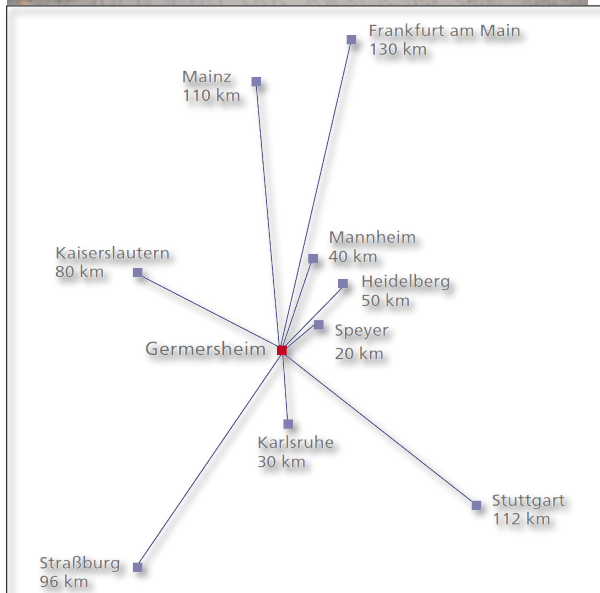 Frankfurt am Main
130 km
Mainz
110 km
Mannheim
40 km
Kaiserslautern
80 km
Heidelberg
50 km
Speyer
20 km
Germersheim
Karlsruhe
30 km
Stuttgart
112 km
Straßburg
96 km